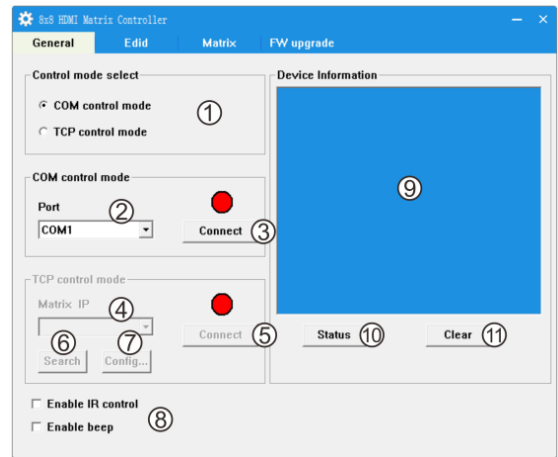 8x8 HDMI Matrix Controller
General Edid Matrix FW upgrade
Control mode select
COM control mode
TCP control mode
①
COM control mode
Port
②
COM1
Connect ③
TCP control mode
Matrix IP ④
Connect ⑤
⑥ ⑦
Search Config...
Enable IR control
Enable beep
⑧
Device Information
⑨
Status ⑩ Clear ⑪